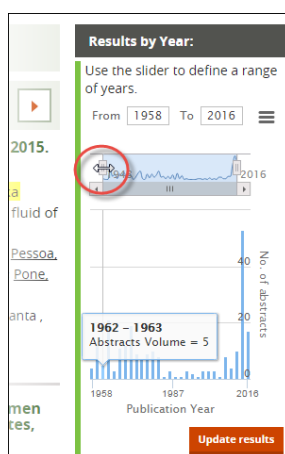 Results by Year:
Use the slider to define a range
of years.
From 1958 To 2016
2015.
ta
fluid of
Pessoa,
Pone,
anta ,
men
tes,
1946
2016
40
20
0
No. of abstracts
1962 – 1963
Abstracts Volume = 5
1958 1987 2016
Publication Year
Update results